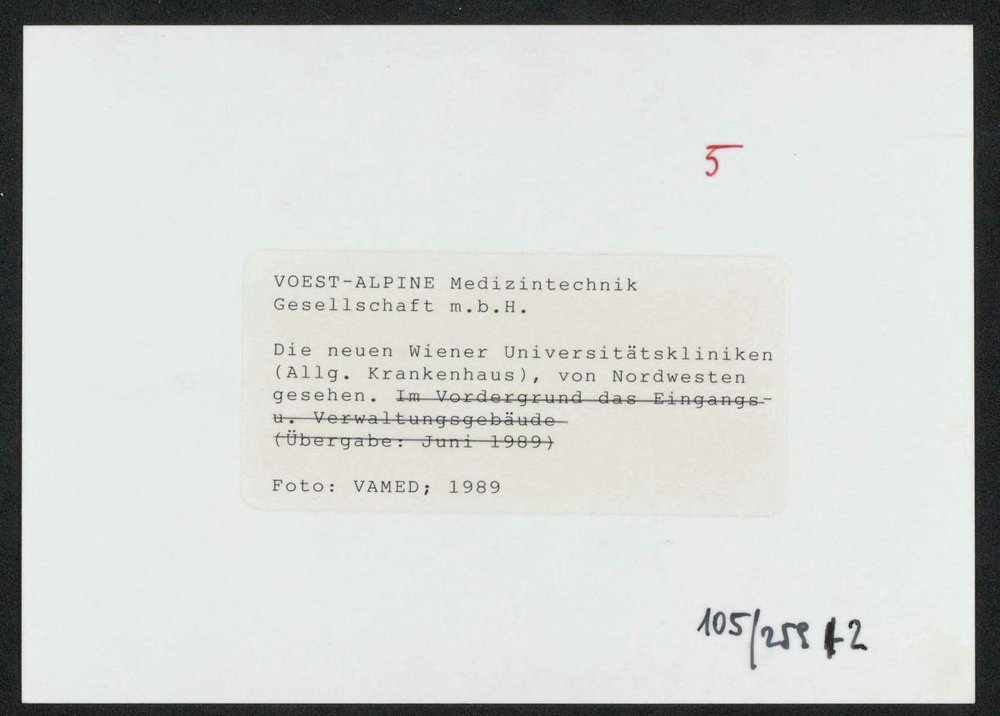 5
VOEST-ALPINE Medizintechnik
Gesellschaft m.b.H.
Die neuen Wiener Universitätskliniken
(Allg. Krankenhaus), von Nordwesten
gesehen. Im Vordergrund das Eingangs-
u. Verwaltungsgebäude
(Übergabe: Juni 1989)
Foto: VAMED; 1989
105/259